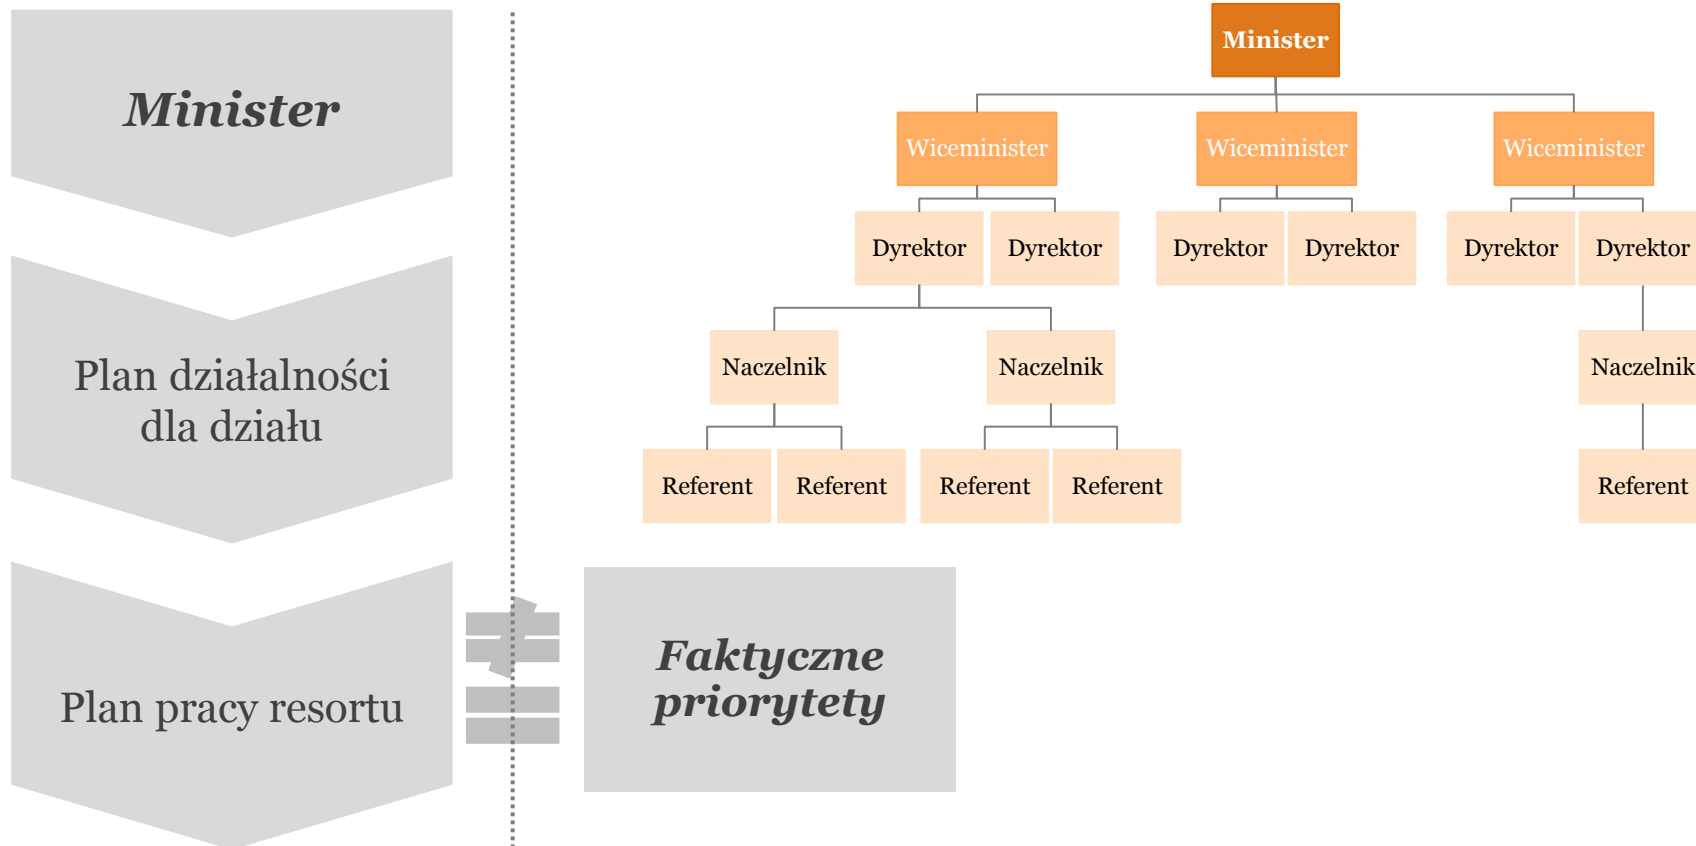 Minister
Plan działalności
dla działu
Plan pracy resortu
Minister
Wiceminister Wiceminister Wiceminister
Dyrektor Dyrektor Dyrektor Dyrektor Dyrektor Dyrektor
Naczelnik Naczelnik Naczelnik
Referent Referent Referent Referent Referent
Faktyczne
priorytety